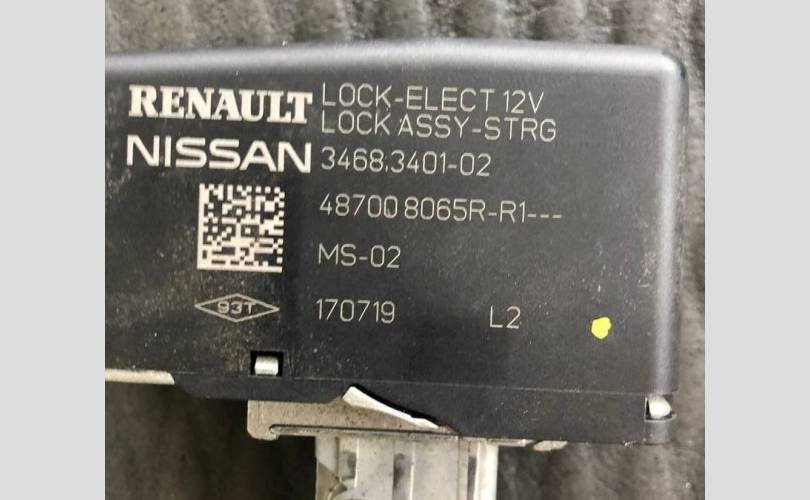 RENAULT LOCK-ELECT 12V
LOCK ASSY-STRG
NISSAN 3468.3401-02
48700 8065R-R1---
MS-02
93T 170719 L2